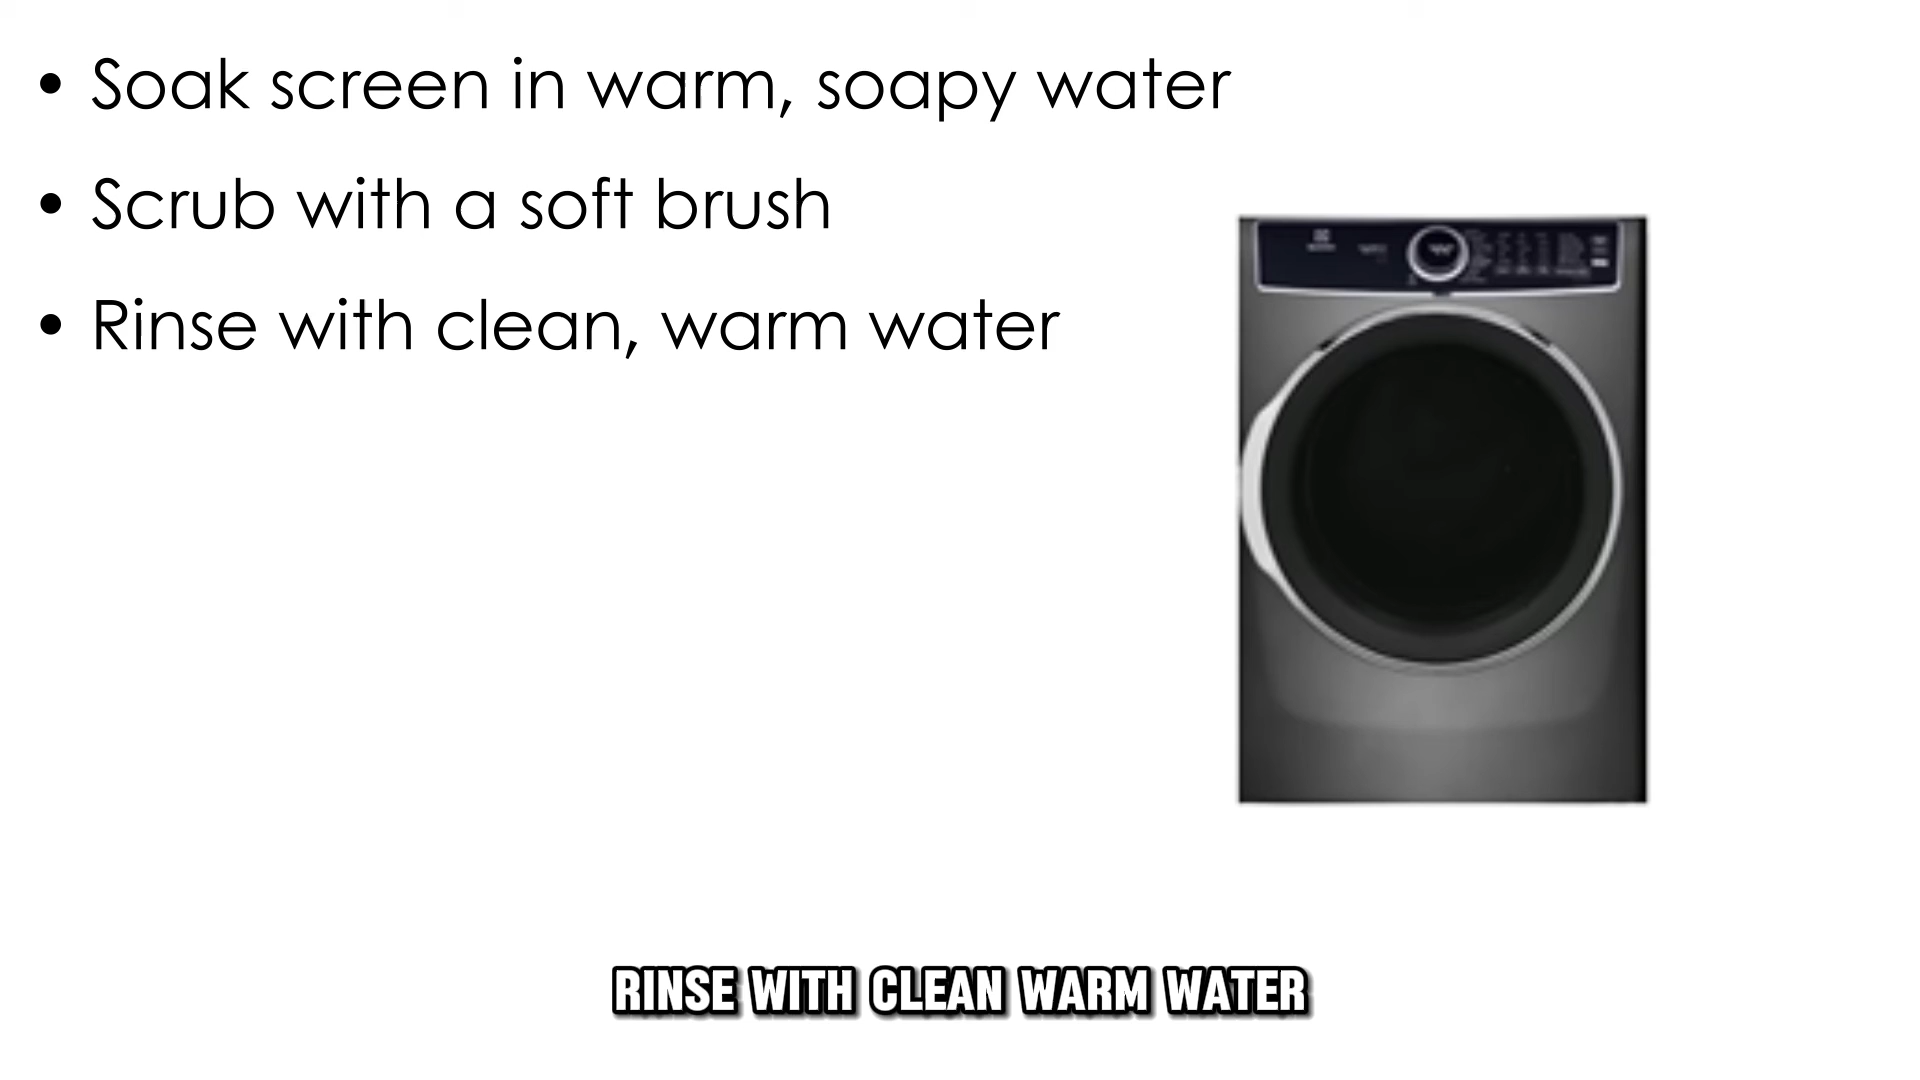 • Soak screen in warm, soapy water
• Scrub with a soft brush
• Rinse with clean, warm water
RINSE WITH CLEAN WARM WATER